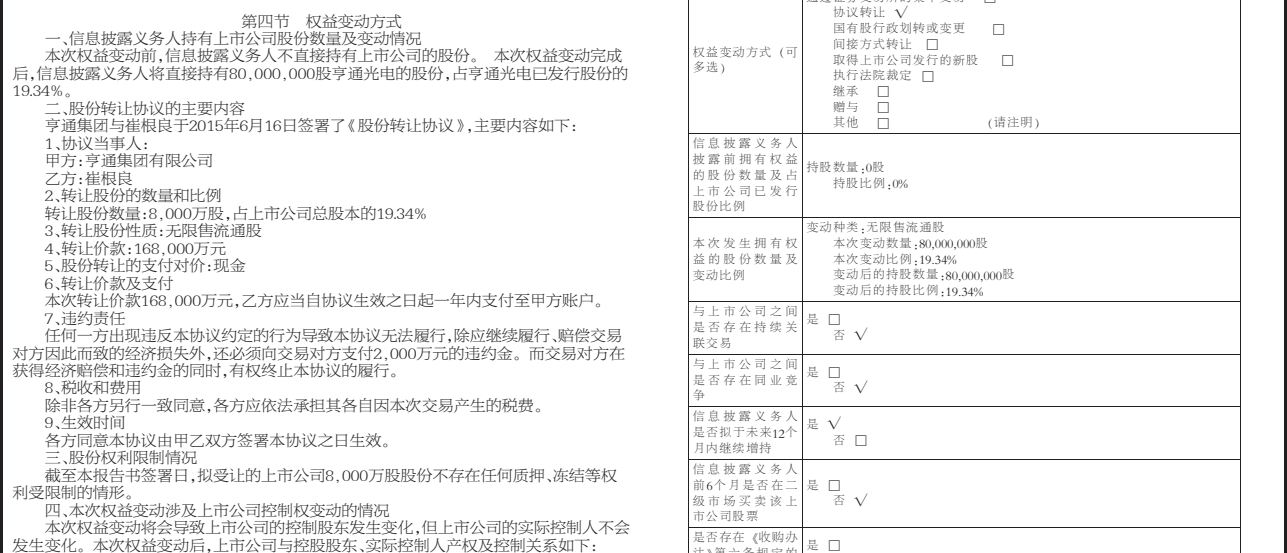 第四节　权益变动方式
一、信息披露义务人持有上市公司股份数量及变动情况
本次权益变动前,信息披露义务人不直接持有上市公司的股份。 本次权益变动完成
后,信息披露义务人将直接持有80,000,000股亨通光电的股份,占亨通光电已发行股份的
19.34%。
二、股份转让协议的主要内容
亨通集团与崔根良于2015年6月16日签署了《股份转让协议》,主要内容如下:
1、协议当事人:
甲方:亨通集团有限公司
乙方:崔根良
2、转让股份的数量和比例
转让股份数量:8,000万股,占上市公司总股本的19.34%
3、转让股份性质:无限售流通股
4、转让价款:168,000万元
5、股份转让的支付对价:现金
6、转让价款及支付
本次转让价款168,000万元,乙方应当自协议生效之日起一年内支付至甲方账户。
7、违约责任
任何一方出现违反本协议约定的行为导致本协议无法履行,除应继续履行、赔偿交易
对方因此而致的经济损失外,还必须向交易对方支付2,000万元的违约金。而交易对方在
获得经济赔偿和违约金的同时,有权终止本协议的履行。
8、税收和费用
除非各方另行一致同意,各方应依法承担其各自因本次交易产生的税费。
9、生效时间
各方同意本协议由甲乙双方签署本协议之日生效。
三、股份权利限制情况
截至本报告书签署日,拟受让的上市公司8,000万股股份不存在任何质押、冻结等权
利受限制的情形。
四、本次权益变动涉及上市公司控制权变动的情况
本次权益变动将会导致上市公司的控制股东发生变化,但上市公司的实际控制人不会
发生变化。本次权益变动后,上市公司与控股股东、实际控制人产权及控制关系如下:
权益变动方式(可
多选)
协议转让 √
国有股行政划转或变更 □
间接方式转让 □
取得上市公司发行的新股 □
执行法院裁定 □
继承 □
赠与 □
其他 □ (请注明)
信息披露义务人
披露前拥有权益
的股份数量及占
上市公司已发行
股份比例
持股数量:0股
持股比例:0%
本次发生拥有权
益的股份数量及
变动比例
变动种类:无限售流通股
本次变动数量:80,000,000股
本次变动比例:19.34%
变动后的持股数量:80,000,000股
变动后的持股比例:19.34%
与上市公司之间
是否存在持续关
联交易
是 □
否 √
与上市公司之间
是否存在同业竞
争
是 □
否 √
信息披露义务人
是否拟于未来12个
月内继续增持
是 √
否 □
信息披露义务人
前6个月是否在二
级市场买卖该上
市公司股票
是 □
否 √
是否存在《收购办
是 □